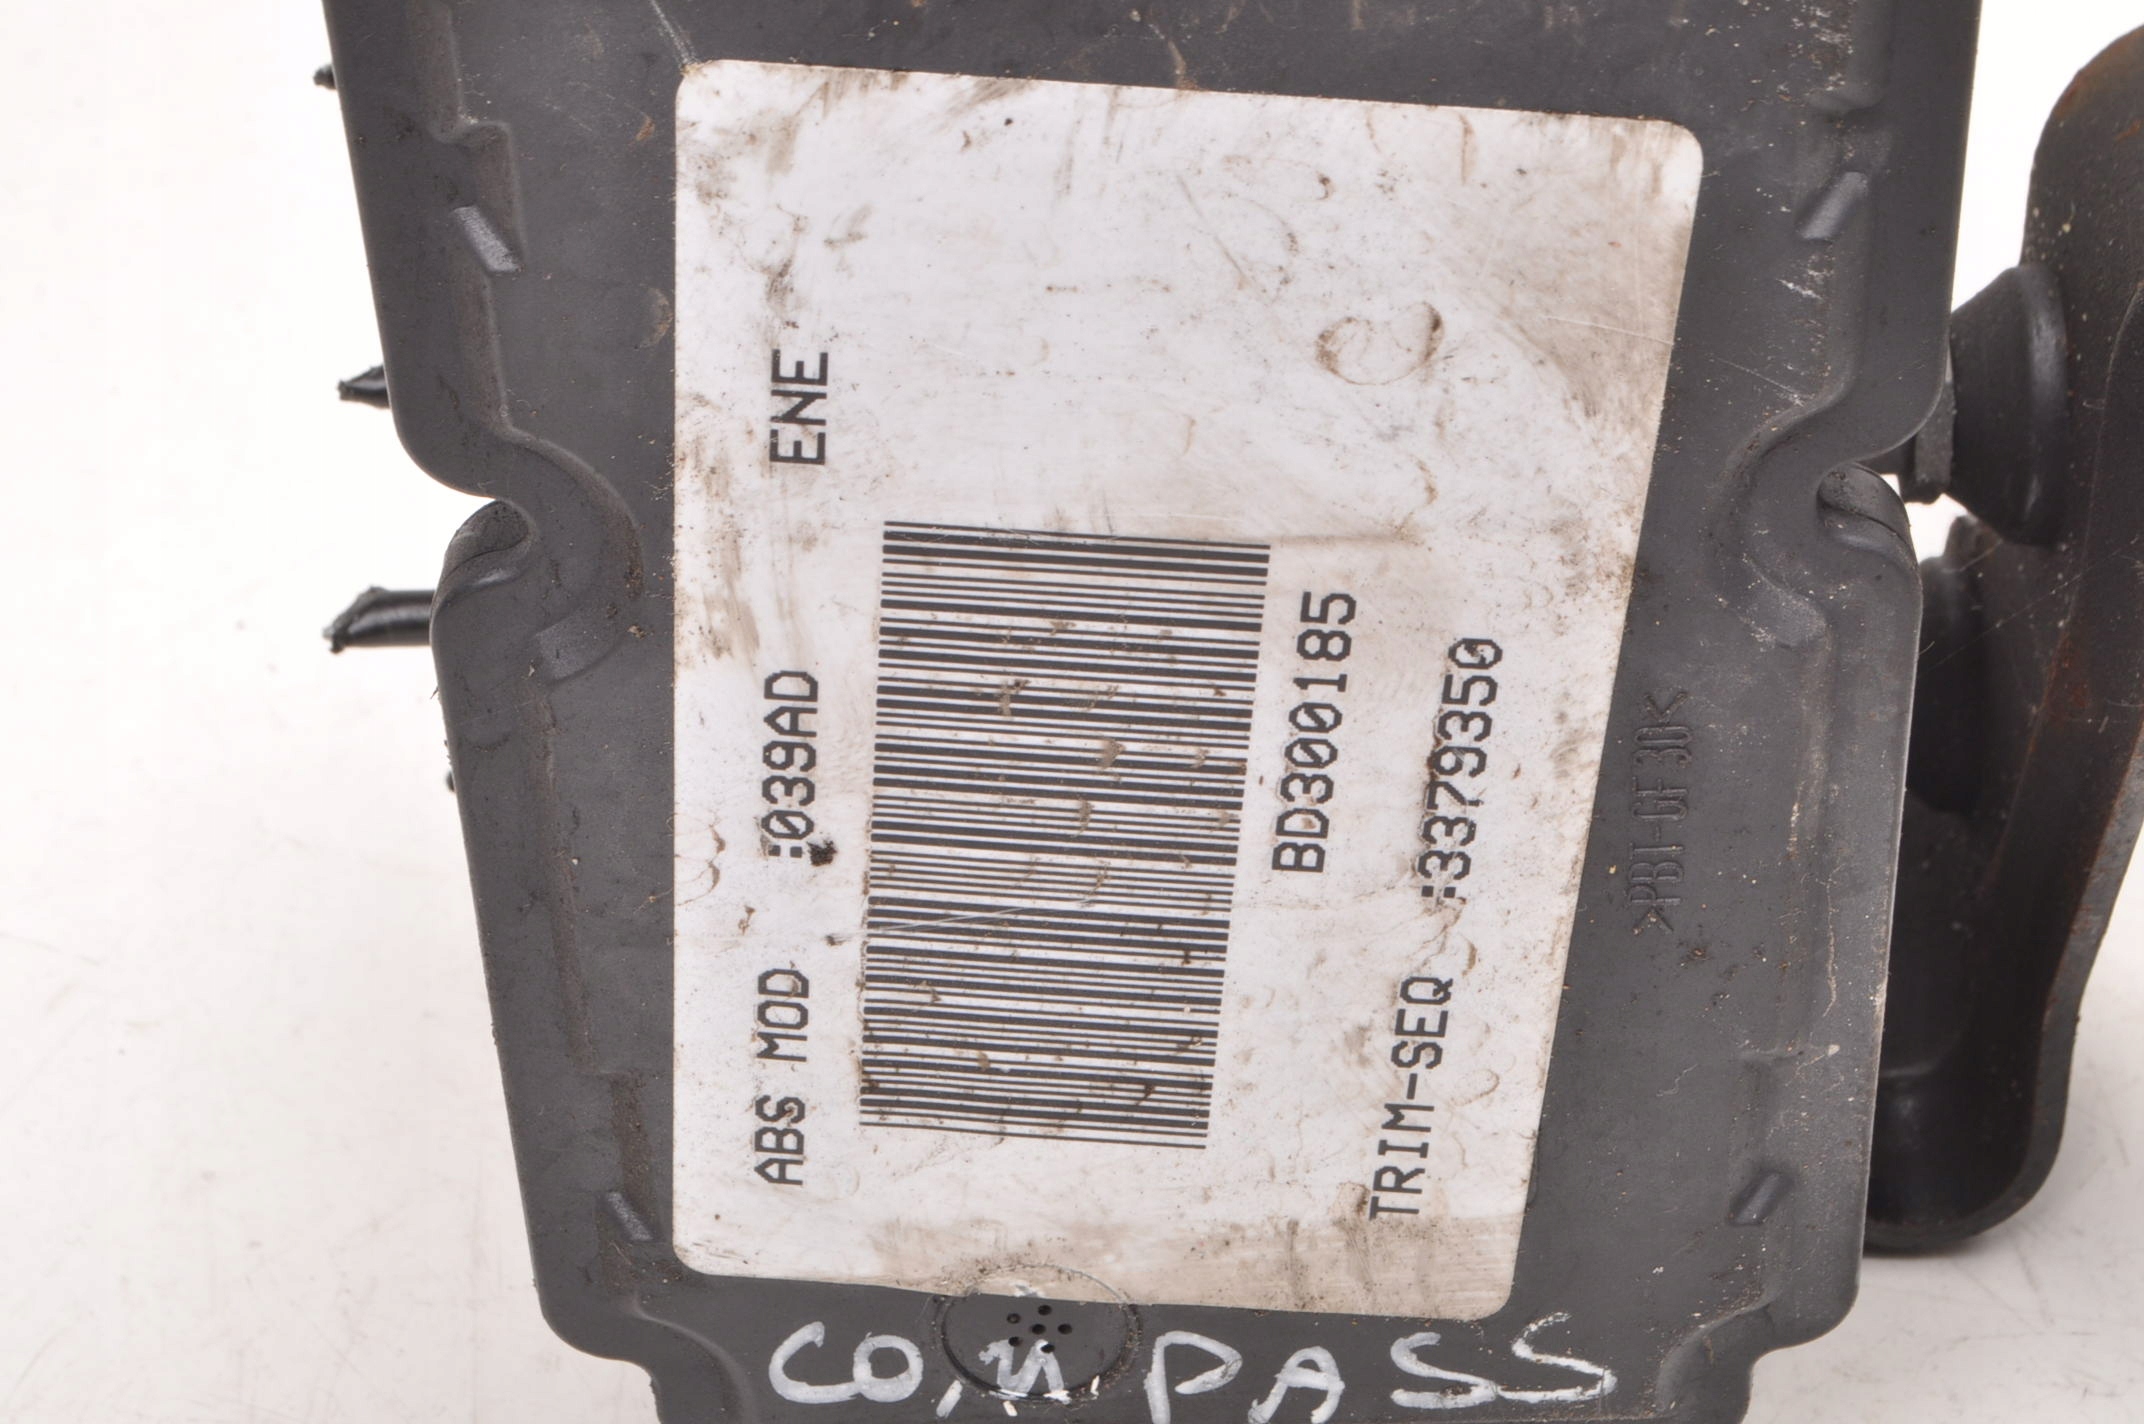 ABS MOD :039AD ENE
BD300185
TRIM-SEQ :3379350
>PBT-GF30<
COMPASS